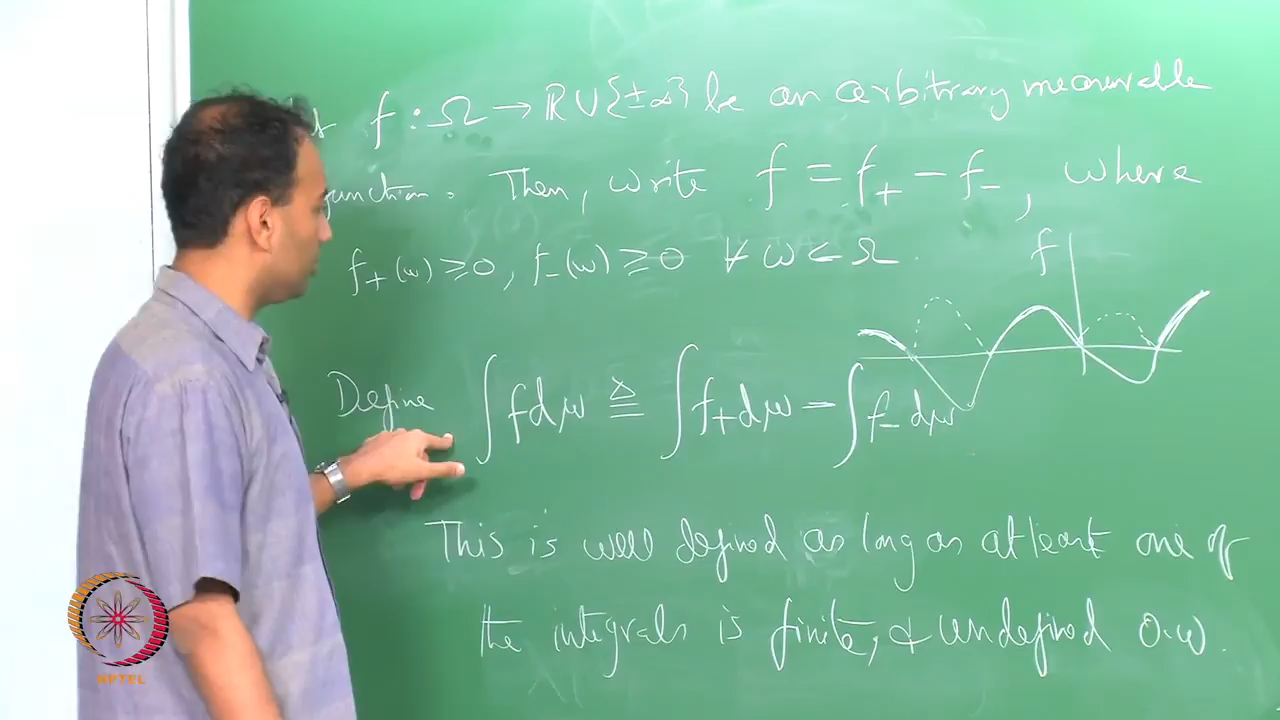 f : Ω → ℝ ∪ {±∞} be an arbitrary measurable
function. Then, write f = f₊ − f₋, where
f₊(ω) ≥ 0, f₋(ω) ≥ 0 ∀ ω ∈ Ω.
f
Define ∫ f dμ ≜ ∫ f₊ dμ − ∫ f₋ dμ
This is well defined as long as at least one of
the integrals is finite, & undefined o.w.
NPTEL